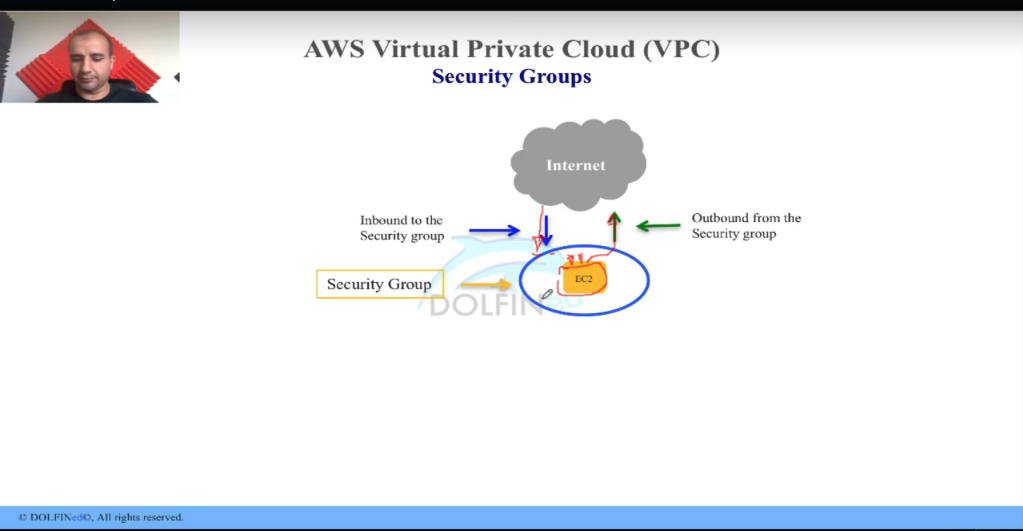 AWS Virtual Private Cloud (VPC)
Security Groups
Internet
Inbound to the
Security group
Outbound from the
Security group
Security Group
EC2
DOLFINed
© DOLFINed©, All rights reserved.